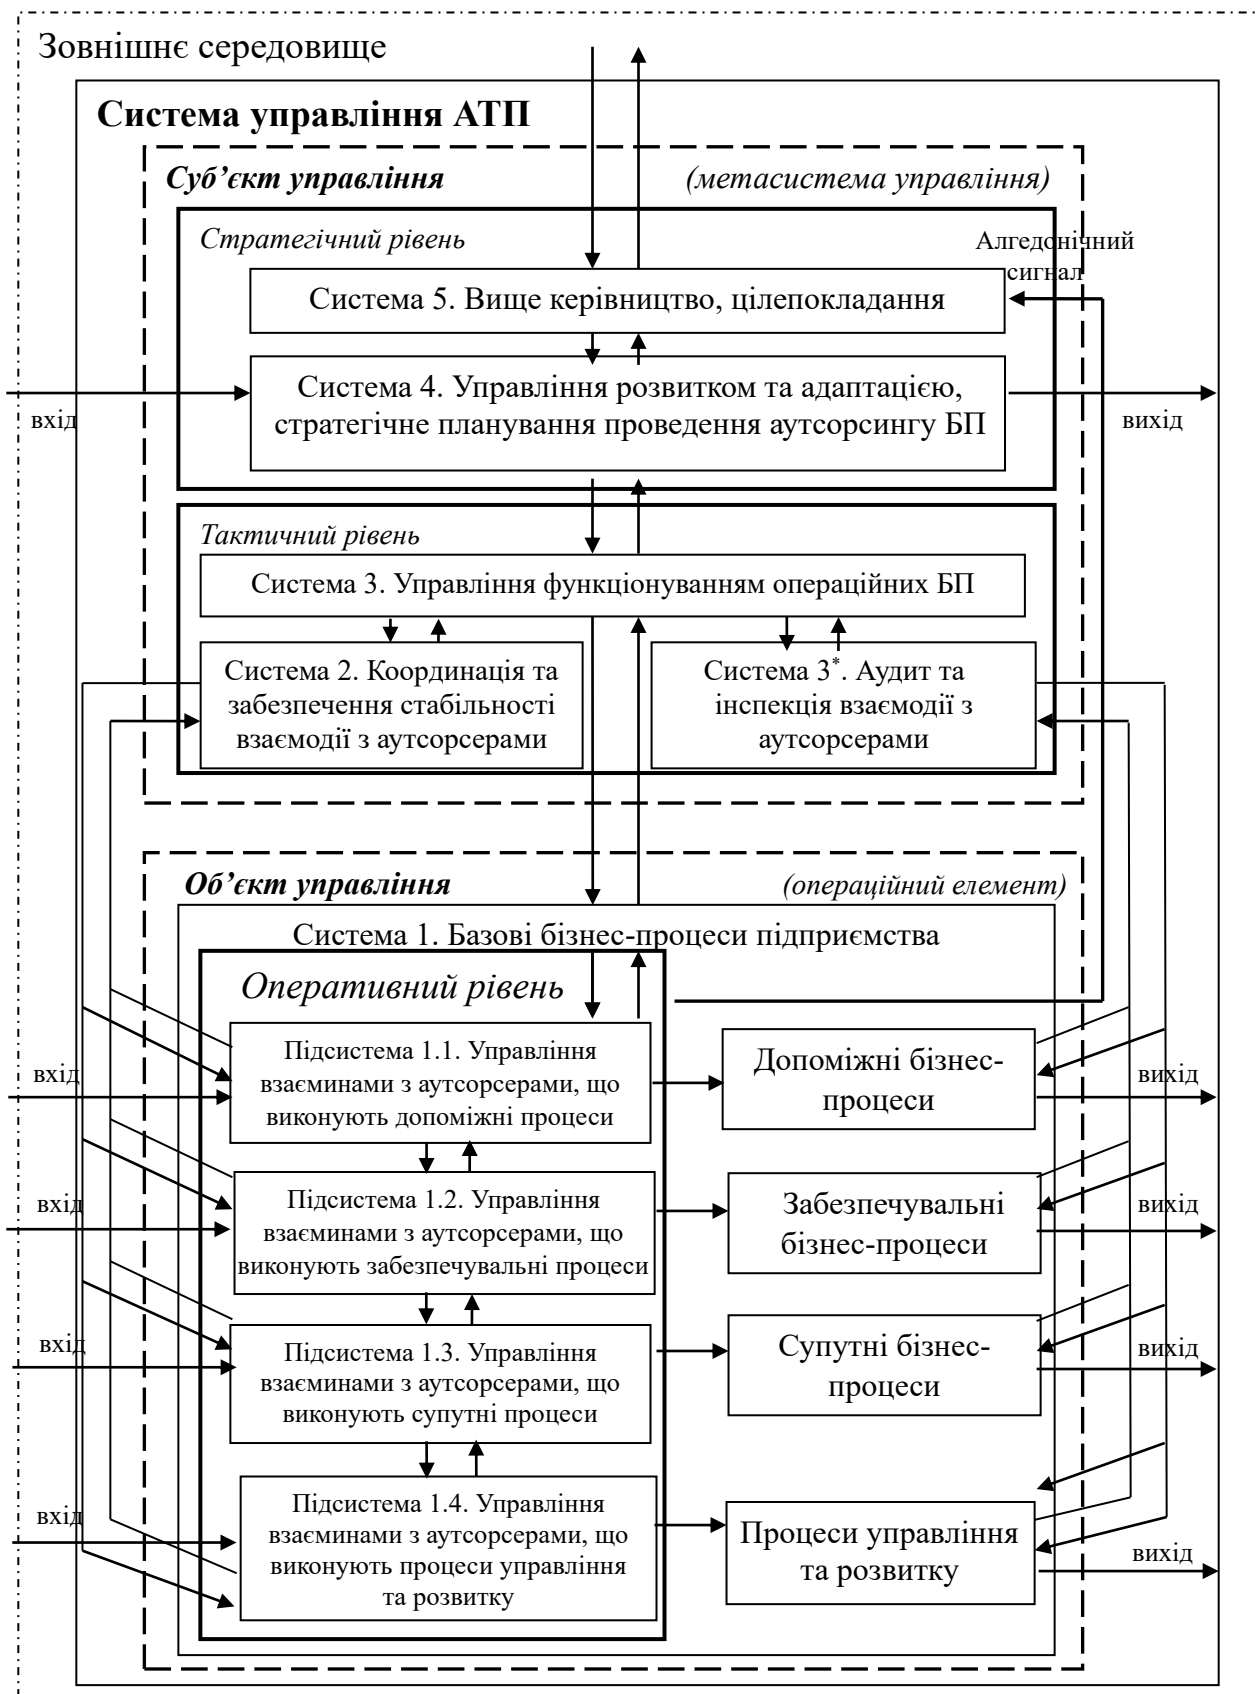 Зовнішнє середовище
Система управління АТП
Суб’єкт управління (метасистема управління)
Стратегічний рівень
Алгедонічний
сигнал
Система 5. Вище керівництво, цілепокладання
Система 4. Управління розвитком та адаптацією,
стратегічне планування проведення аутсорсингу БП
вхід
вихід
Тактичний рівень
Система 3. Управління функціонуванням операційних БП
Система 2. Координація та
забезпечення стабільності
взаємодії з аутсорсерами
Система 3*. Аудит та
інспекція взаємодії з
аутсорсерами
Об’єкт управління (операційний елемент)
Система 1. Базові бізнес-процеси підприємства
Оперативний рівень
вхід
Підсистема 1.1. Управління
взаєминами з аутсорсерами, що
виконують допоміжні процеси
Допоміжні бізнес-
процеси
вихід
вхід
Підсистема 1.2. Управління
взаєминами з аутсорсерами, що
виконують забезпечувальні процеси
Забезпечувальні
бізнес-процеси
вихід
вхід
Підсистема 1.3. Управління
взаєминами з аутсорсерами, що
виконують супутні процеси
Супутні бізнес-
процеси
вихід
вхід
Підсистема 1.4. Управління
взаєминами з аутсорсерами, що
виконують процеси управління
та розвитку
Процеси управління
та розвитку
вихід